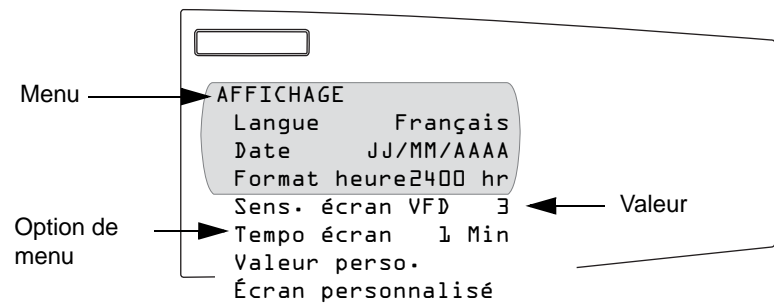 Menu
AFFICHAGE
Langue Français
Date JJ/MM/AAAA
Format heure2400 hr
Sens. écran VFD 3
Valeur
Option de
menu
Tempo écran 1 Min
Valeur perso.
Écran personnalisé